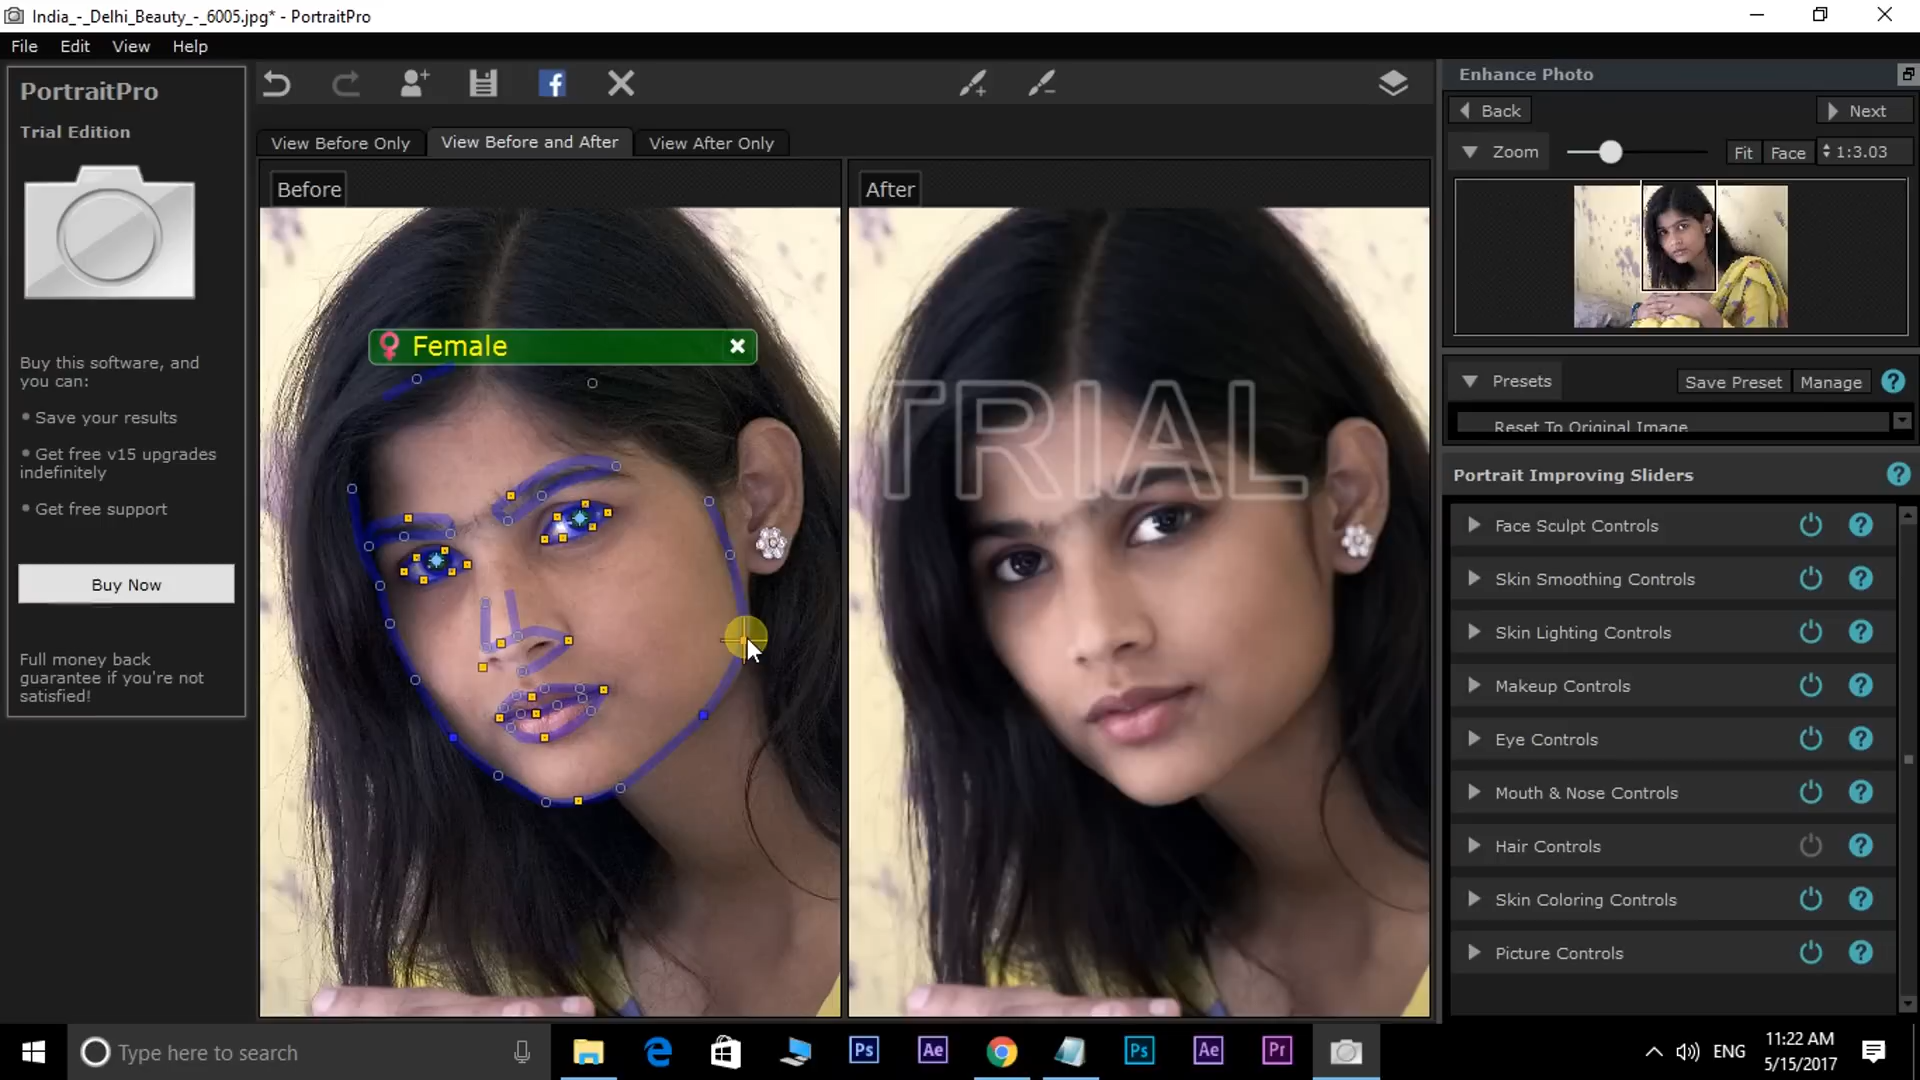 India_-_Delhi_Beauty_-_6005.jpg* - PortraitPro
File Edit View Help
PortraitPro
Trial Edition
Buy this software, and
you can:
• Save your results
• Get free v15 upgrades
indefinitely
• Get free support
Buy Now
Full money back
guarantee if you're not
satisfied!
f
View Before Only View Before and After View After Only
Before
After
Female
TRIAL
Enhance Photo
Back Next
Zoom Fit Face 1:3.03
Presets Save Preset Manage ?
Reset To Original Image
Portrait Improving Sliders ?
Face Sculpt Controls ?
Skin Smoothing Controls ?
Skin Lighting Controls ?
Makeup Controls ?
Eye Controls ?
Mouth & Nose Controls ?
Hair Controls ?
Skin Coloring Controls ?
Picture Controls ?
Type here to search
Ps Ae Ps Ae Pr
ENG
11:22 AM
5/15/2017